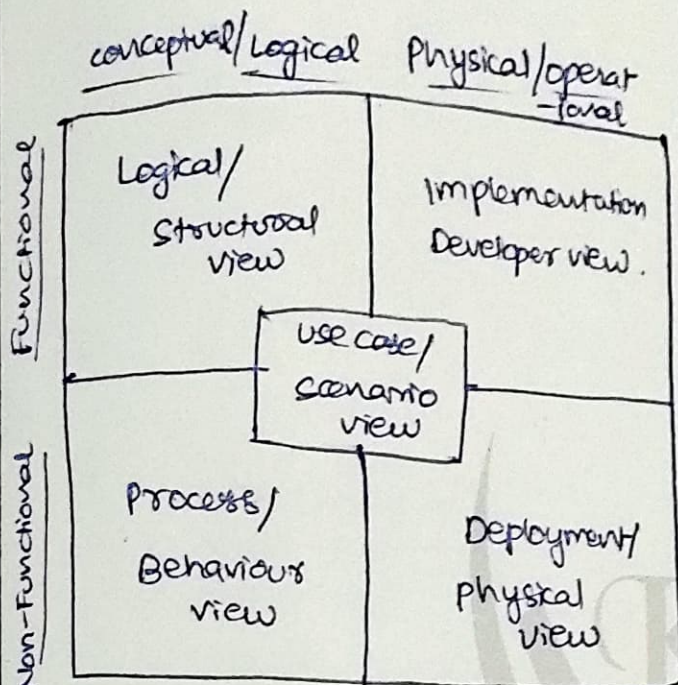 conceptual/Logical
Physical/operat
-ional
Functional
Logical/
Structural
view
Implementation
Developer view.
use case/
scenario
view
Non-Functional
Process/
Behaviour
view
Deployment/
physical
view